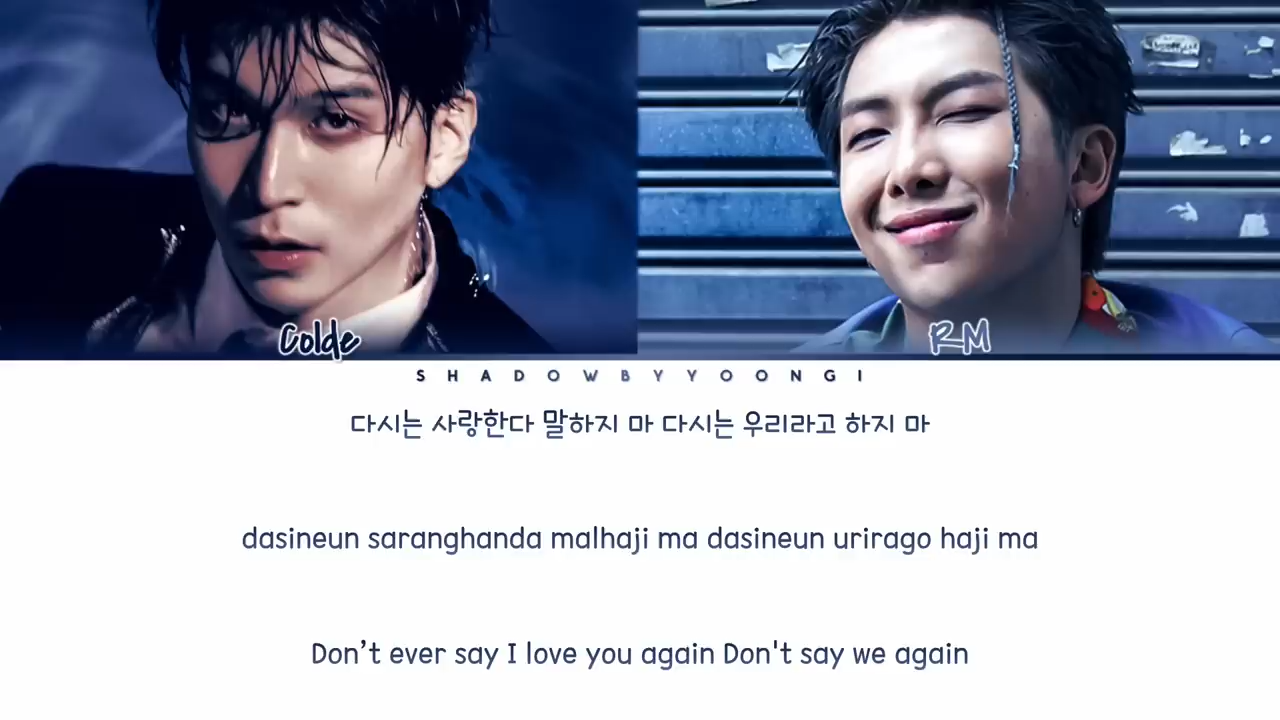 Colde
RM
SHADOWBYYOONGI
다시는 사랑한다 말하지 마 다시는 우리라고 하지 마
dasineun saranghanda malhaji ma dasineun urirago haji ma
Don’t ever say I love you again Don't say we again